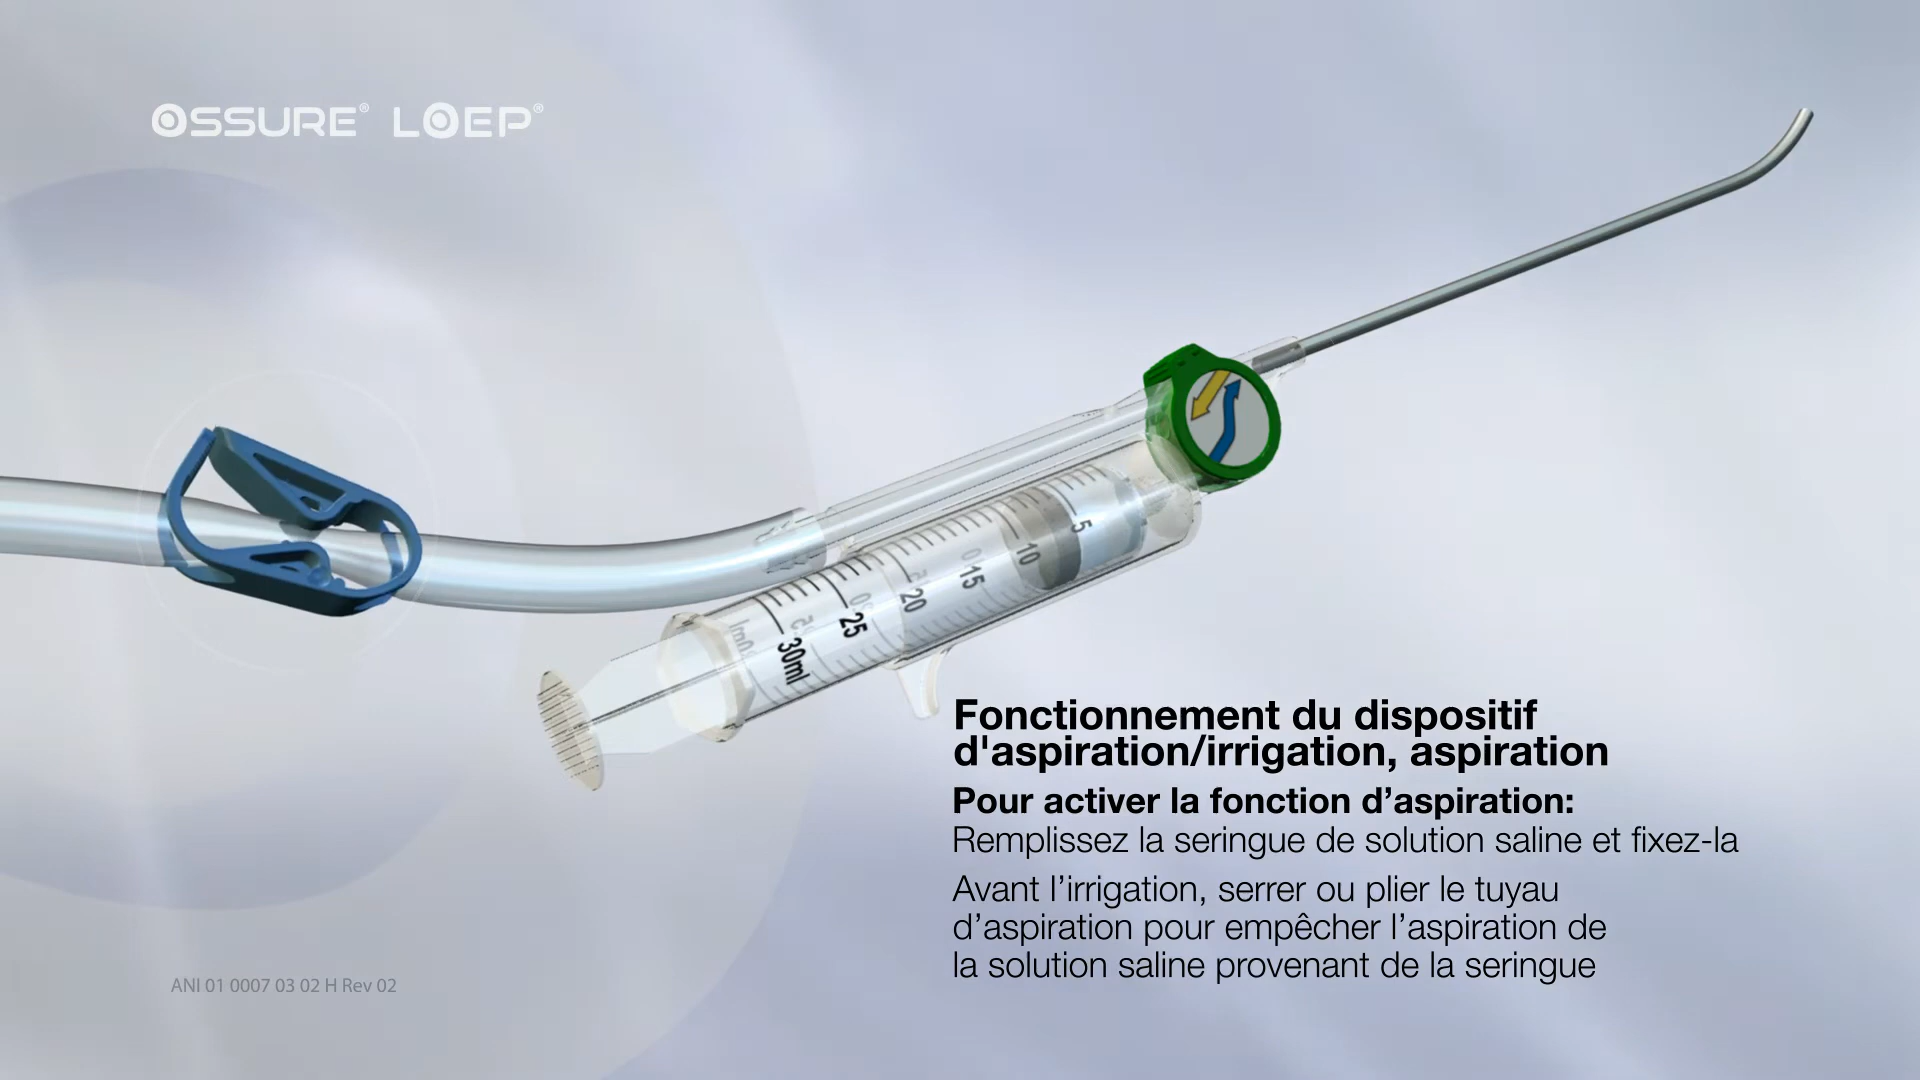 OSSURE® LOEP®
5
10
15
20
25
30ml
Fonctionnement du dispositif
d'aspiration/irrigation, aspiration
Pour activer la fonction d’aspiration:
Remplissez la seringue de solution saline et fixez-la
Avant l’irrigation, serrer ou plier le tuyau
d’aspiration pour empêcher l’aspiration de
la solution saline provenant de la seringue
ANI 01 0007 03 02 H Rev 02